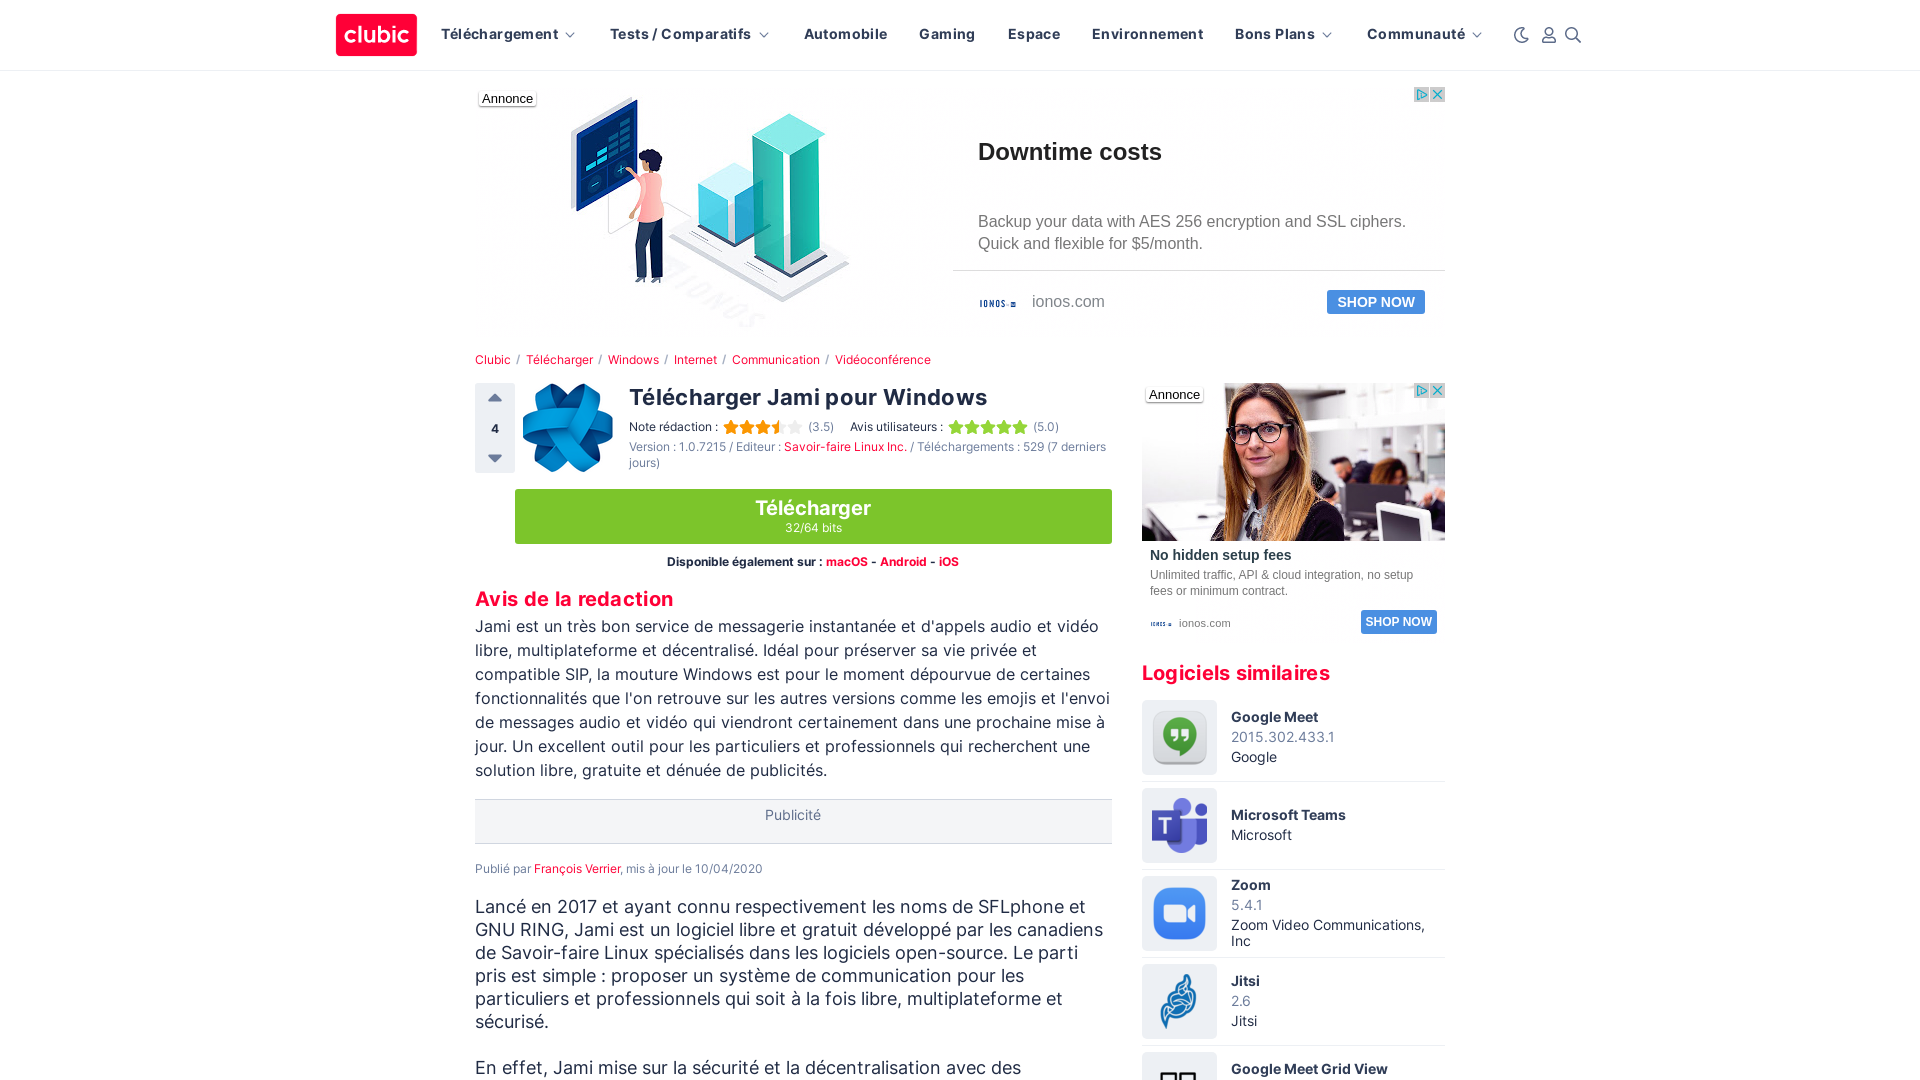 clubic
Téléchargement
Tests / Comparatifs
Automobile
Gaming
Espace
Environnement
Bons Plans
Communauté
Annonce
IONOS
Downtime costs
Backup your data with AES 256 encryption and SSL ciphers.
Quick and flexible for $5/month.
IONOS
ionos.com
SHOP NOW
Clubic / Télécharger / Windows / Internet / Communication / Vidéoconférence
4
Télécharger Jami pour Windows
Note rédaction : (3.5) Avis utilisateurs : (5.0)
Version : 1.0.7215 / Editeur : Savoir-faire Linux Inc. / Téléchargements : 529 (7 derniers
jours)
Télécharger
32/64 bits
Disponible également sur : macOS - Android - iOS
Avis de la redaction
Jami est un très bon service de messagerie instantanée et d'appels audio et vidéo
libre, multiplateforme et décentralisé. Idéal pour préserver sa vie privée et
compatible SIP, la mouture Windows est pour le moment dépourvue de certaines
fonctionnalités que l'on retrouve sur les autres versions comme les emojis et l'envoi
de messages audio et vidéo qui viendront certainement dans une prochaine mise à
jour. Un excellent outil pour les particuliers et professionnels qui recherchent une
solution libre, gratuite et dénuée de publicités.
Publicité
Publié par François Verrier, mis à jour le 10/04/2020
Lancé en 2017 et ayant connu respectivement les noms de SFLphone et
GNU RING, Jami est un logiciel libre et gratuit développé par les canadiens
de Savoir-faire Linux spécialisés dans les logiciels open-source. Le parti
pris est simple : proposer un système de communication pour les
particuliers et professionnels qui soit à la fois libre, multiplateforme et
sécurisé.
En effet, Jami mise sur la sécurité et la décentralisation avec des
Annonce
No hidden setup fees
Unlimited traffic, API & cloud integration, no setup
fees or minimum contract.
IONOS
ionos.com
SHOP NOW
Logiciels similaires
Google Meet
2015.302.433.1
Google
T
Microsoft Teams
Microsoft
Zoom
5.4.1
Zoom Video Communications,
Inc
Jitsi
2.6
Jitsi
Google Meet Grid View